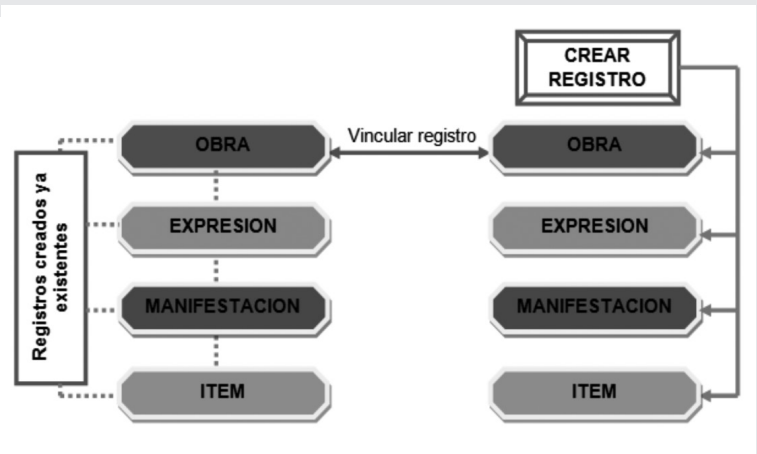 CREAR
REGISTRO
Registros creados ya
existentes
OBRA
Vincular registro
OBRA
EXPRESION
EXPRESION
MANIFESTACION
MANIFESTACION
ITEM
ITEM